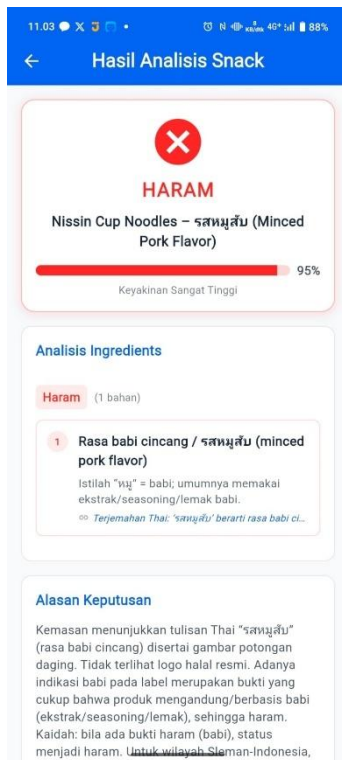 11.03
KB/dtk 4G+ 88%
Hasil Analisis Snack
HARAM
Nissin Cup Noodles – รสหมูสับ (Minced
Pork Flavor)
95%
Keyakinan Sangat Tinggi
Analisis Ingredients
Haram (1 bahan)
1 Rasa babi cincang / รสหมูสับ (minced
pork flavor)
Istilah "หมู" = babi; umumnya memakai
ekstrak/seasoning/lemak babi.
Terjemahan Thai: 'รสหมูสับ' berarti rasa babi ci...
Alasan Keputusan
Kemasan menunjukkan tulisan Thai "รสหมูสับ"
(rasa babi cincang) disertai gambar potongan
daging. Tidak terlihat logo halal resmi. Adanya
indikasi babi pada label merupakan bukti yang
cukup bahwa produk mengandung/berbasis babi
(ekstrak/seasoning/lemak), sehingga haram.
Kaidah: bila ada bukti haram (babi), status
menjadi haram. Untuk wilayah Sleman-Indonesia,